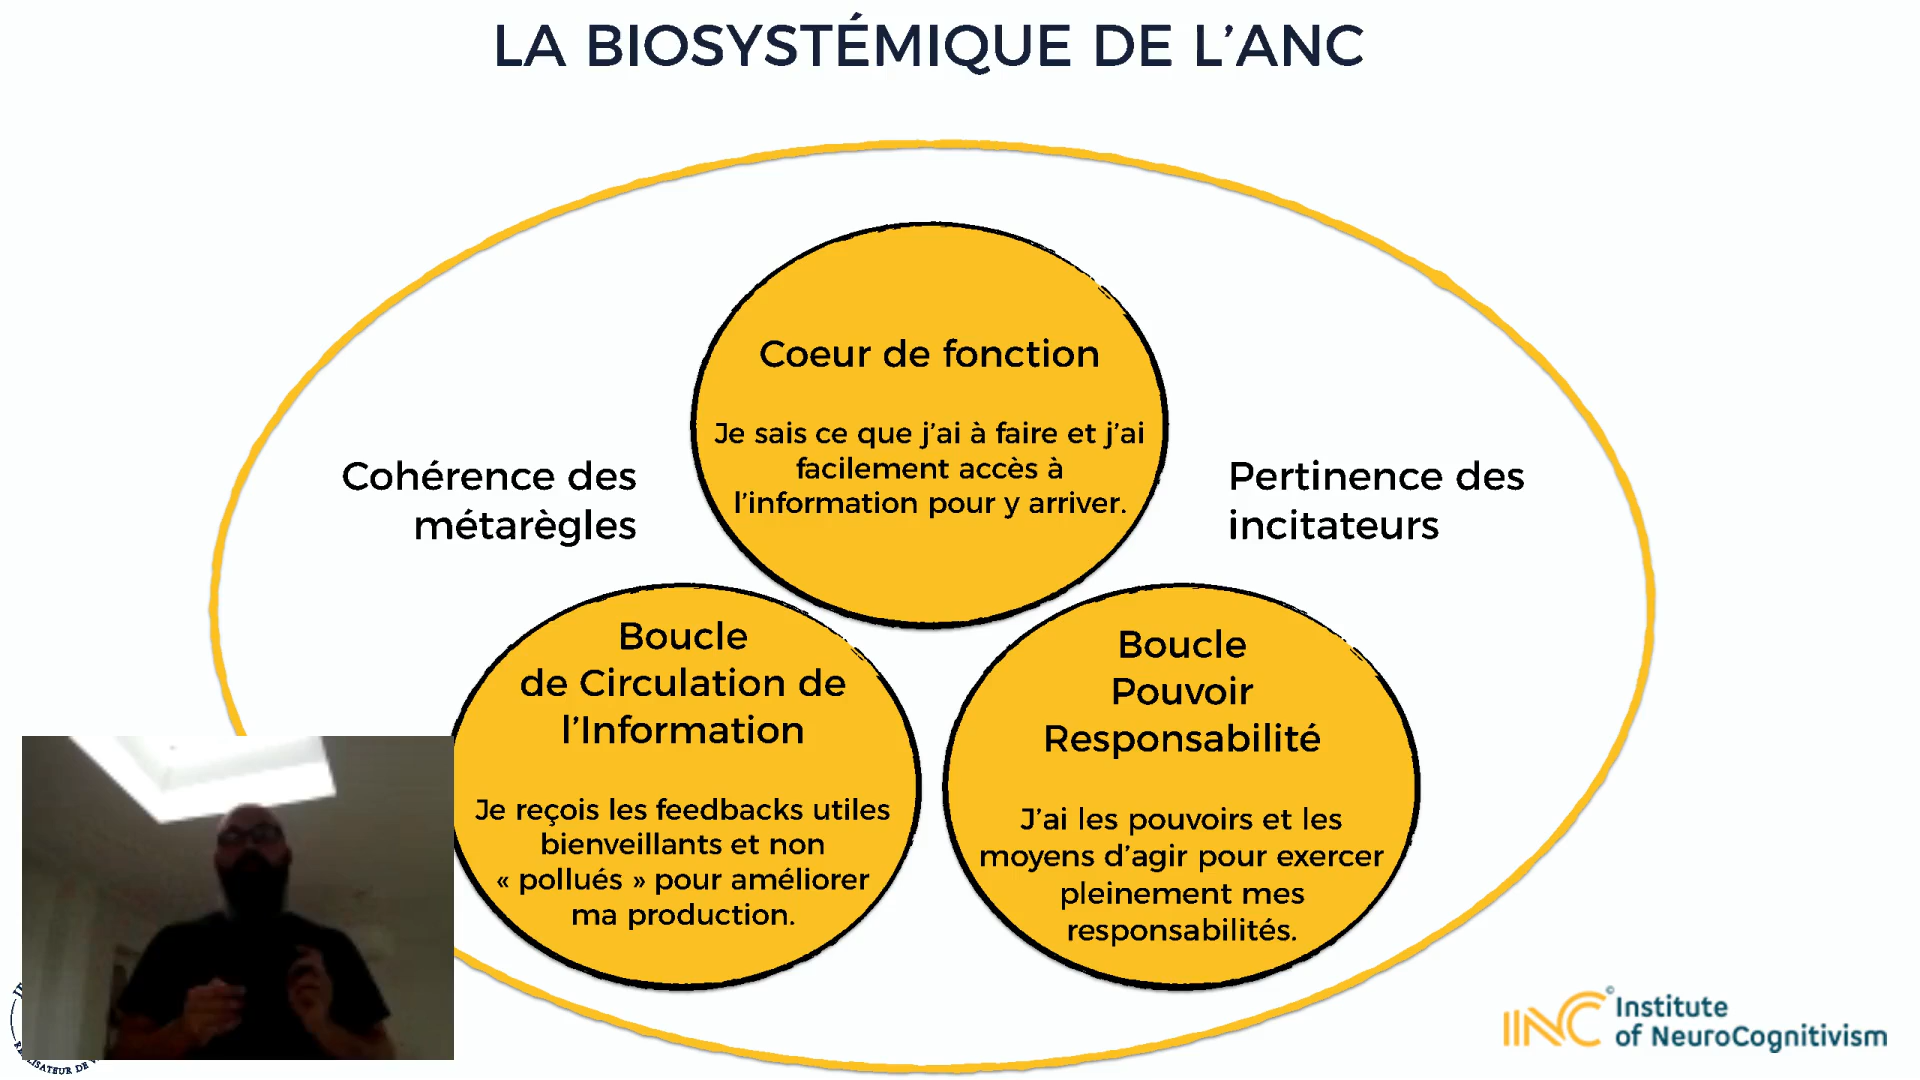 LA BIOSYSTÉMIQUE DE L’ANC
Coeur de fonction
Je sais ce que j’ai à faire et j’ai
facilement accès à
l’information pour y arriver.
Cohérence des
métarègles
Pertinence des
incitateurs
Boucle
de Circulation de
l’Information
Je reçois les feedbacks utiles
bienveillants et non
« pollués » pour améliorer
ma production.
Boucle
Pouvoir
Responsabilité
J’ai les pouvoirs et les
moyens d’agir pour exercer
pleinement mes
responsabilités.
INC© Institute
of NeuroCognitivism